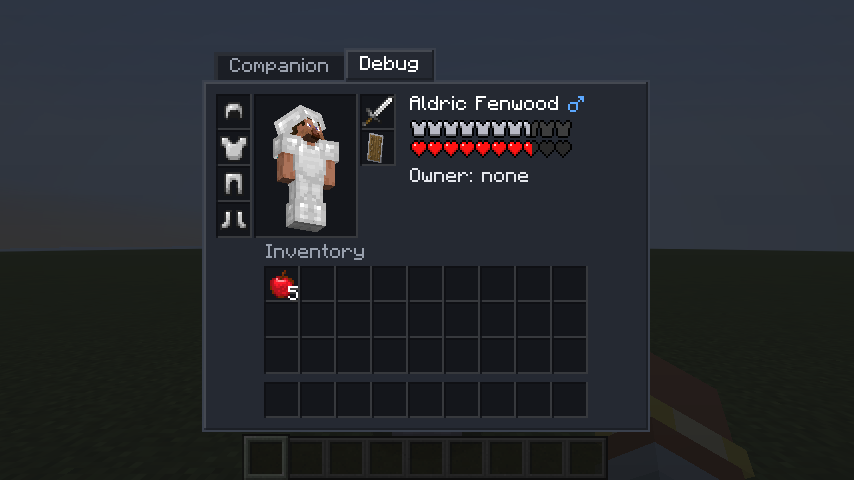 Companion
Debug
Aldric Fenwood ♂
Owner: none
Inventory
5